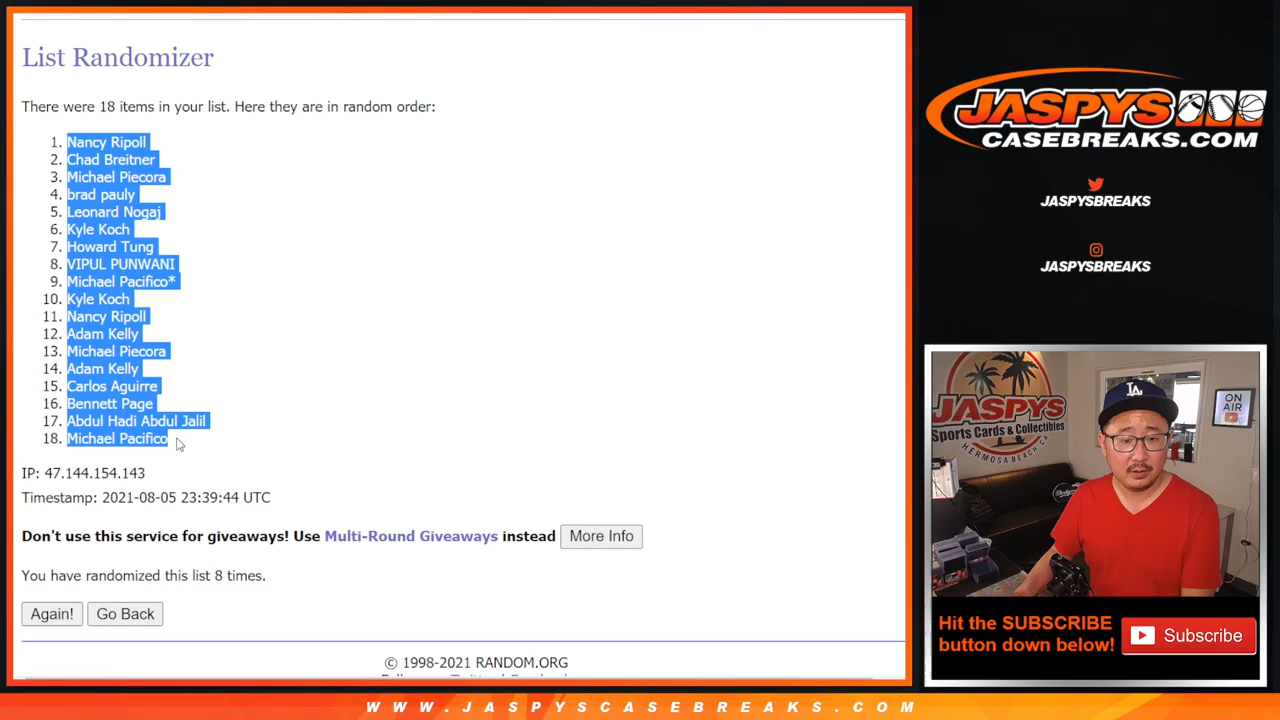 List Randomizer
There were 18 items in your list. Here they are in random order:
1. Nancy Ripoll
2. Chad Breitner
3. Michael Piecora
4. brad pauly
5. Leonard Nogaj
6. Kyle Koch
7. Howard Tung
8. VIPUL PUNWANI
9. Michael Pacifico*
10. Kyle Koch
11. Nancy Ripoll
12. Adam Kelly
13. Michael Piecora
14. Adam Kelly
15. Carlos Aguirre
16. Bennett Page
17. Abdul Hadi Abdul Jalil
18. Michael Pacifico
IP: 47.144.154.143
Timestamp: 2021-08-05 23:39:44 UTC
Don't use this service for giveaways! Use Multi-Round Giveaways instead More Info
You have randomized this list 8 times.
Again! Go Back
© 1998-2021 RANDOM.ORG
JASPYS
CASEBREAKS.COM
JASPYSBREAKS
JASPYSBREAKS
JASPYS
Sports Cards & Collectibles
HERMOSA BEACH CA
ON
AIR
LA
Hit the SUBSCRIBE
button down below!
Subscribe
WWW.JASPYSCASEBREAKS.COM